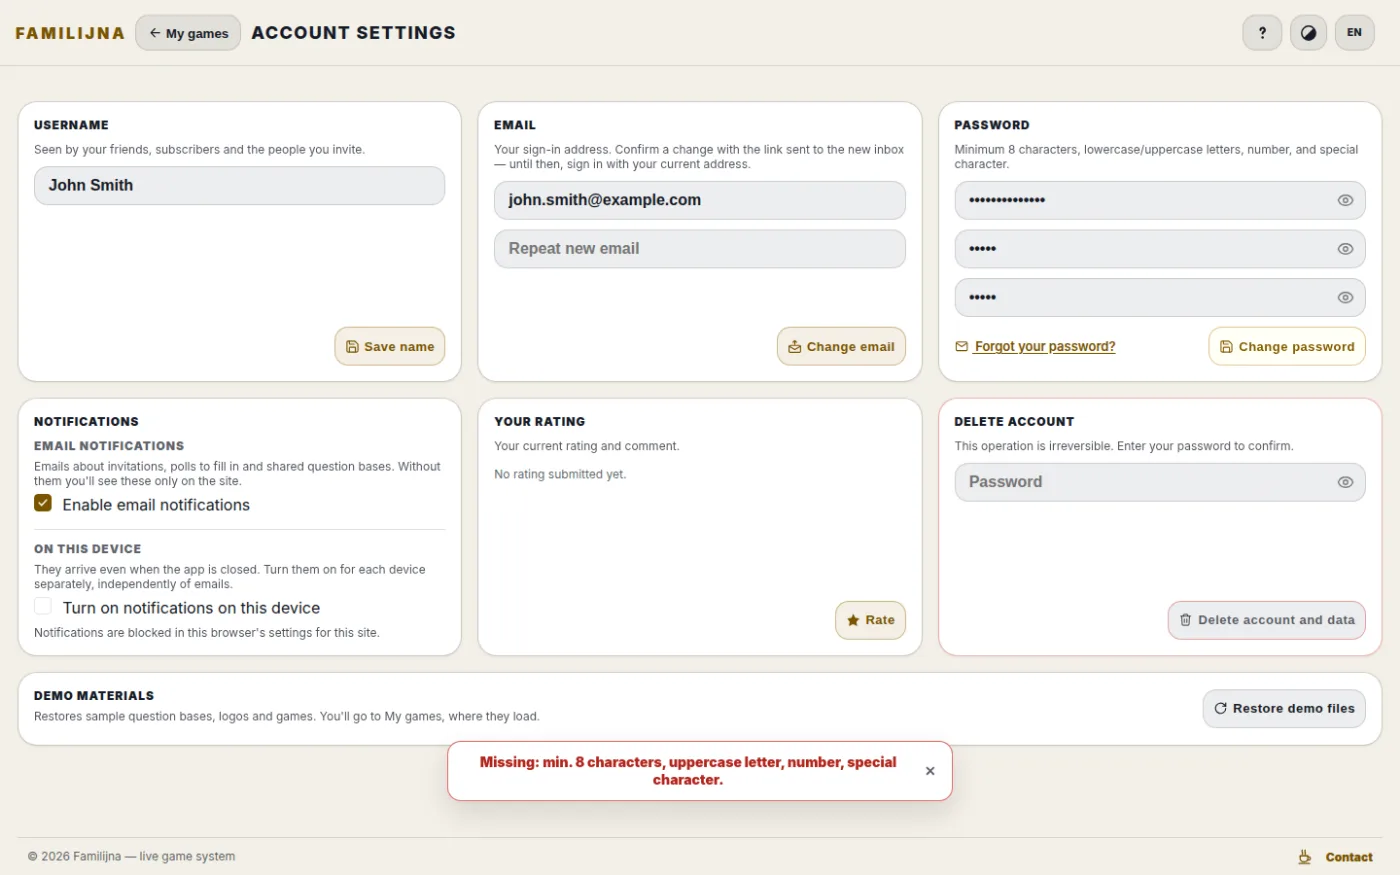 FAMILIJNA
← My games
ACCOUNT SETTINGS
?
EN
USERNAME
Seen by your friends, subscribers and the people you invite.
John Smith
Save name
EMAIL
Your sign-in address. Confirm a change with the link sent to the new inbox
— until then, sign in with your current address.
john.smith@example.com
Repeat new email
Change email
PASSWORD
Minimum 8 characters, lowercase/uppercase letters, number, and special
character.
••••••••••••••
•••••
•••••
Forgot your password?
Change password
NOTIFICATIONS
EMAIL NOTIFICATIONS
Emails about invitations, polls to fill in and shared question bases. Without
them you'll see these only on the site.
Enable email notifications
ON THIS DEVICE
They arrive even when the app is closed. Turn them on for each device
separately, independently of emails.
Turn on notifications on this device
Notifications are blocked in this browser's settings for this site.
YOUR RATING
Your current rating and comment.
No rating submitted yet.
Rate
DELETE ACCOUNT
This operation is irreversible. Enter your password to confirm.
Password
Delete account and data
DEMO MATERIALS
Restores sample question bases, logos and games. You'll go to My games, where they load.
Restore demo files
Missing: min. 8 characters, uppercase letter, number, special
character.
© 2026 Familijna — live game system
Contact